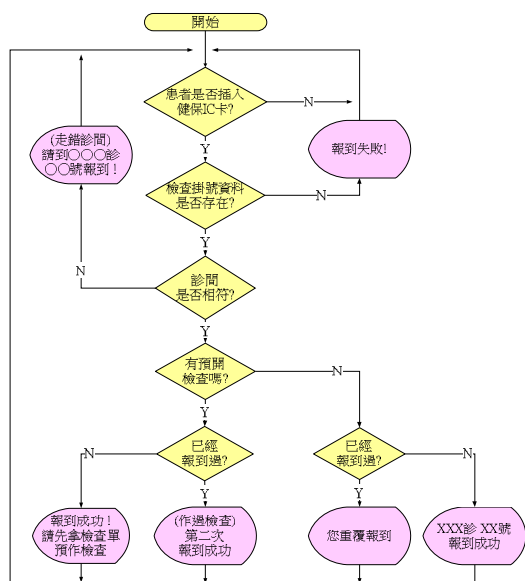 開始
患者是否插入
健保IC卡?
N
Y
(走錯診間)
請到〇〇〇診
〇〇號報到!
報到失敗!
檢查掛號資料
是否存在?
N
Y
N
診間
是否相符?
Y
有預開
檢查嗎?
N
Y
N
已經
報到過?
Y
已經
報到過?
N
Y
報到成功!
請先拿檢查單
預作檢查
(作過檢查)
第二次
報到成功
您重覆報到
XXX診 XX號
報到成功